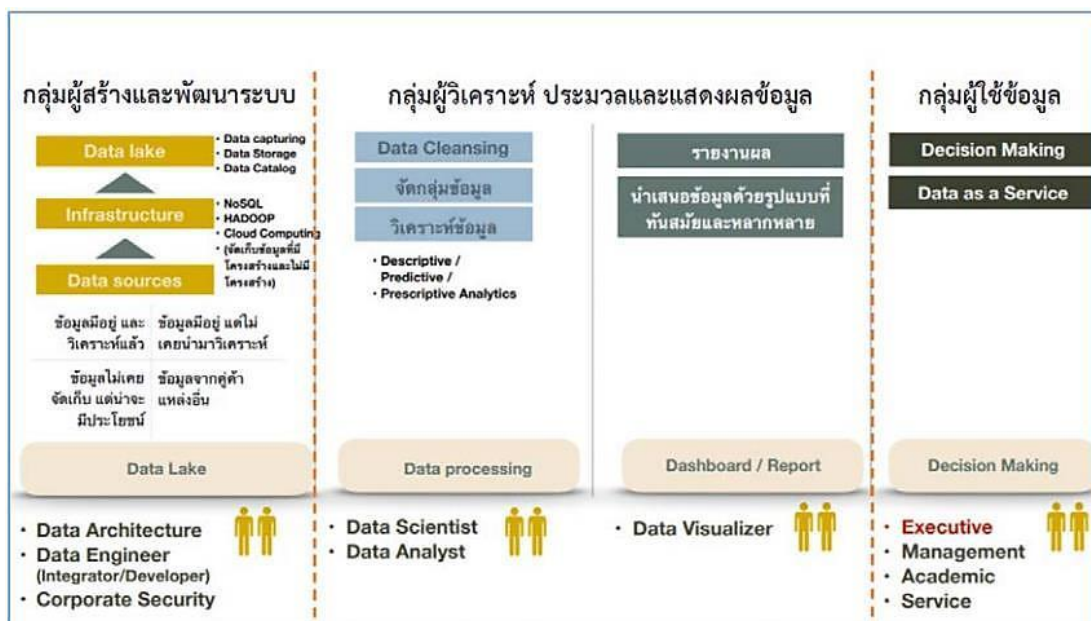 กลุ่มผู้สร้างและพัฒนาระบบ
Data lake
• Data capturing
• Data Storage
• Data Catalog
Infrastructure
• NoSQL
• HADOOP
• Cloud Computing
• (จัดเก็บข้อมูลที่มี
โครงสร้างและไม่มี
โครงสร้าง)
Data sources
ข้อมูลมีอยู่ และ
วิเคราะห์แล้ว
ข้อมูลมีอยู่ แต่ไม่
เคยนำมาวิเคราะห์
ข้อมูลไม่เคย
จัดเก็บ แต่น่าจะ
มีประโยชน์
ข้อมูลจากคู่ค้า
แหล่งอื่น
Data Lake
• Data Architecture
• Data Engineer
(Integrator/Developer)
• Corporate Security
กลุ่มผู้วิเคราะห์ ประมวลและแสดงผลข้อมูล
Data Cleansing
จัดกลุ่มข้อมูล
วิเคราะห์ข้อมูล
• Descriptive /
Predictive /
• Prescriptive Analytics
Data processing
• Data Scientist
• Data Analyst
รายงานผล
นำเสนอข้อมูลด้วยรูปแบบที่
ทันสมัยและหลากหลาย
Dashboard / Report
• Data Visualizer
กลุ่มผู้ใช้ข้อมูล
Decision Making
Data as a Service
Decision Making
• Executive
• Management
• Academic
• Service